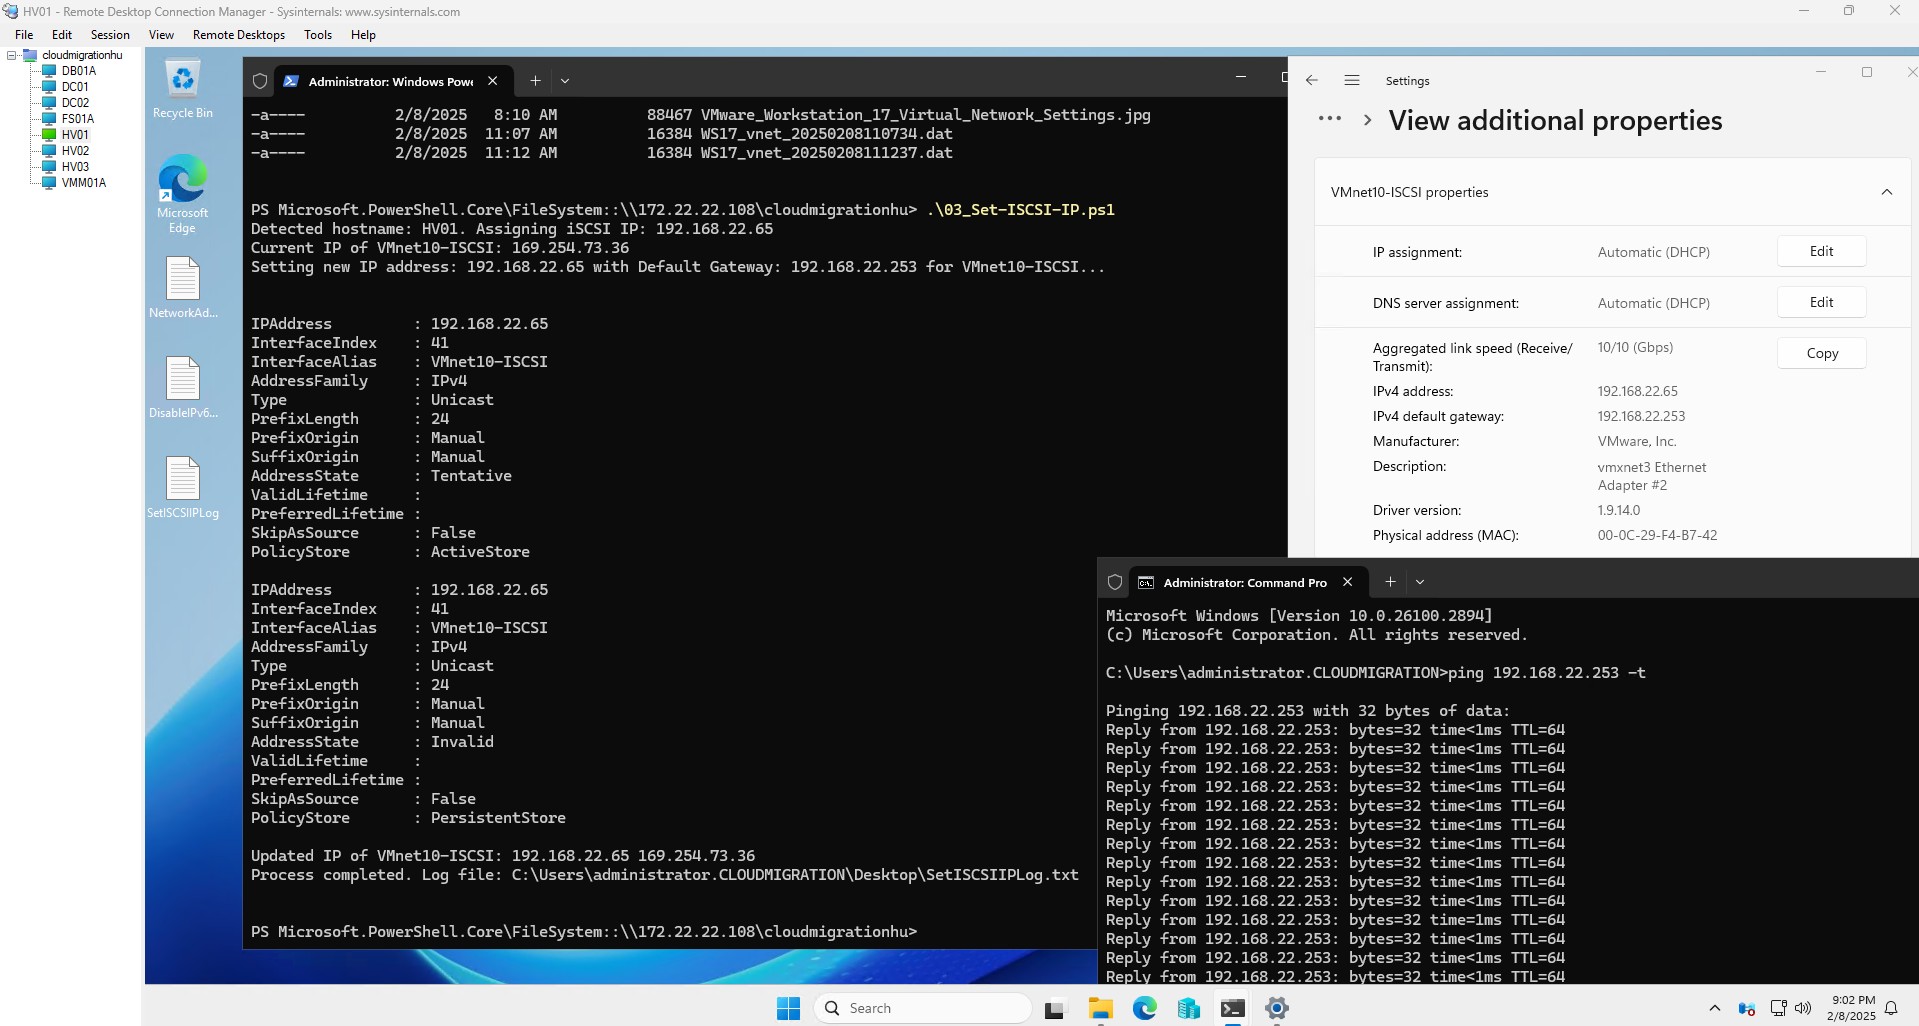 HV01 - Remote Desktop Connection Manager - Sysinternals: www.sysinternals.com
File Edit Session View Remote Desktops Tools Help
cloudmigrationhu
DB01A
DC01
DC02
FS01A
HV01
HV02
HV03
VMM01A
Recycle Bin
Microsoft
Edge
NetworkAd...
DisableIPv6...
SetISCSIIPLog
Administrator: Windows Powe
-a---- 2/8/2025 8:10 AM 88467 VMware_Workstation_17_Virtual_Network_Settings.jpg
-a---- 2/8/2025 11:07 AM 16384 WS17_vnet_20250208110734.dat
-a---- 2/8/2025 11:12 AM 16384 WS17_vnet_20250208111237.dat
PS Microsoft.PowerShell.Core\FileSystem::\\172.22.22.108\cloudmigrationhu> .\03_Set-ISCSI-IP.ps1
Detected hostname: HV01. Assigning iSCSI IP: 192.168.22.65
Current IP of VMnet10-ISCSI: 169.254.73.36
Setting new IP address: 192.168.22.65 with Default Gateway: 192.168.22.253 for VMnet10-ISCSI...
IPAddress : 192.168.22.65
InterfaceIndex : 41
InterfaceAlias : VMnet10-ISCSI
AddressFamily : IPv4
Type : Unicast
PrefixLength : 24
PrefixOrigin : Manual
SuffixOrigin : Manual
AddressState : Tentative
ValidLifetime :
PreferredLifetime :
SkipAsSource : False
PolicyStore : ActiveStore
IPAddress : 192.168.22.65
InterfaceIndex : 41
InterfaceAlias : VMnet10-ISCSI
AddressFamily : IPv4
Type : Unicast
PrefixLength : 24
PrefixOrigin : Manual
SuffixOrigin : Manual
AddressState : Invalid
ValidLifetime :
PreferredLifetime :
SkipAsSource : False
PolicyStore : PersistentStore
Updated IP of VMnet10-ISCSI: 192.168.22.65 169.254.73.36
Process completed. Log file: C:\Users\administrator.CLOUDMIGRATION\Desktop\SetISCSIIPLog.txt
PS Microsoft.PowerShell.Core\FileSystem::\\172.22.22.108\cloudmigrationhu>
Settings
... > View additional properties
VMnet10-ISCSI properties
IP assignment: Automatic (DHCP) Edit
DNS server assignment: Automatic (DHCP) Edit
Aggregated link speed (Receive/ 10/10 (Gbps) Copy
Transmit):
IPv4 address: 192.168.22.65
IPv4 default gateway: 192.168.22.253
Manufacturer: VMware, Inc.
Description: vmxnet3 Ethernet
Adapter #2
Driver version: 1.9.14.0
Physical address (MAC): 00-0C-29-F4-B7-42
Administrator: Command Pro
Microsoft Windows [Version 10.0.26100.2894]
(c) Microsoft Corporation. All rights reserved.
C:\Users\administrator.CLOUDMIGRATION>ping 192.168.22.253 -t
Pinging 192.168.22.253 with 32 bytes of data:
Reply from 192.168.22.253: bytes=32 time<1ms TTL=64
Reply from 192.168.22.253: bytes=32 time<1ms TTL=64
Reply from 192.168.22.253: bytes=32 time<1ms TTL=64
Reply from 192.168.22.253: bytes=32 time<1ms TTL=64
Reply from 192.168.22.253: bytes=32 time<1ms TTL=64
Reply from 192.168.22.253: bytes=32 time<1ms TTL=64
Reply from 192.168.22.253: bytes=32 time<1ms TTL=64
Reply from 192.168.22.253: bytes=32 time<1ms TTL=64
Reply from 192.168.22.253: bytes=32 time<1ms TTL=64
Reply from 192.168.22.253: bytes=32 time<1ms TTL=64
Reply from 192.168.22.253: bytes=32 time<1ms TTL=64
Reply from 192.168.22.253: bytes=32 time<1ms TTL=64
Reply from 192.168.22.253: bytes=32 time<1ms TTL=64
Reply from 192.168.22.253: bytes=32 time<1ms TTL=64
Search
9:02 PM
2/8/2025